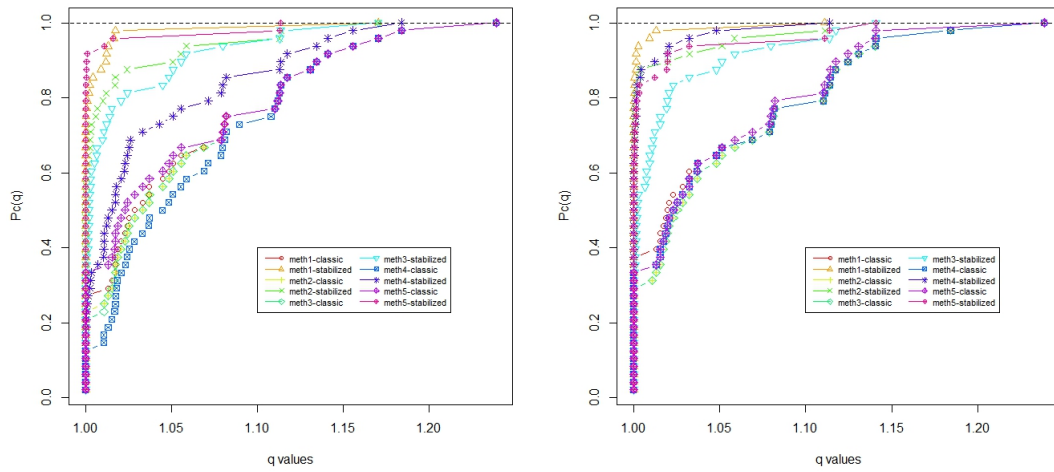 1.0
0.8
0.6
0.4
0.2
0.0
Pc(q)
meth1-classic
meth1-stabilized
meth2-classic
meth2-stabilized
meth3-classic
meth3-stabilized
meth4-classic
meth4-stabilized
meth5-classic
meth5-stabilized
1.00 1.05 1.10 1.15 1.20
q values
1.0
0.8
0.6
0.4
0.2
0.0
Pc(q)
meth1-classic
meth1-stabilized
meth2-classic
meth2-stabilized
meth3-classic
meth3-stabilized
meth4-classic
meth4-stabilized
meth5-classic
meth5-stabilized
1.00 1.05 1.10 1.15 1.20
q values